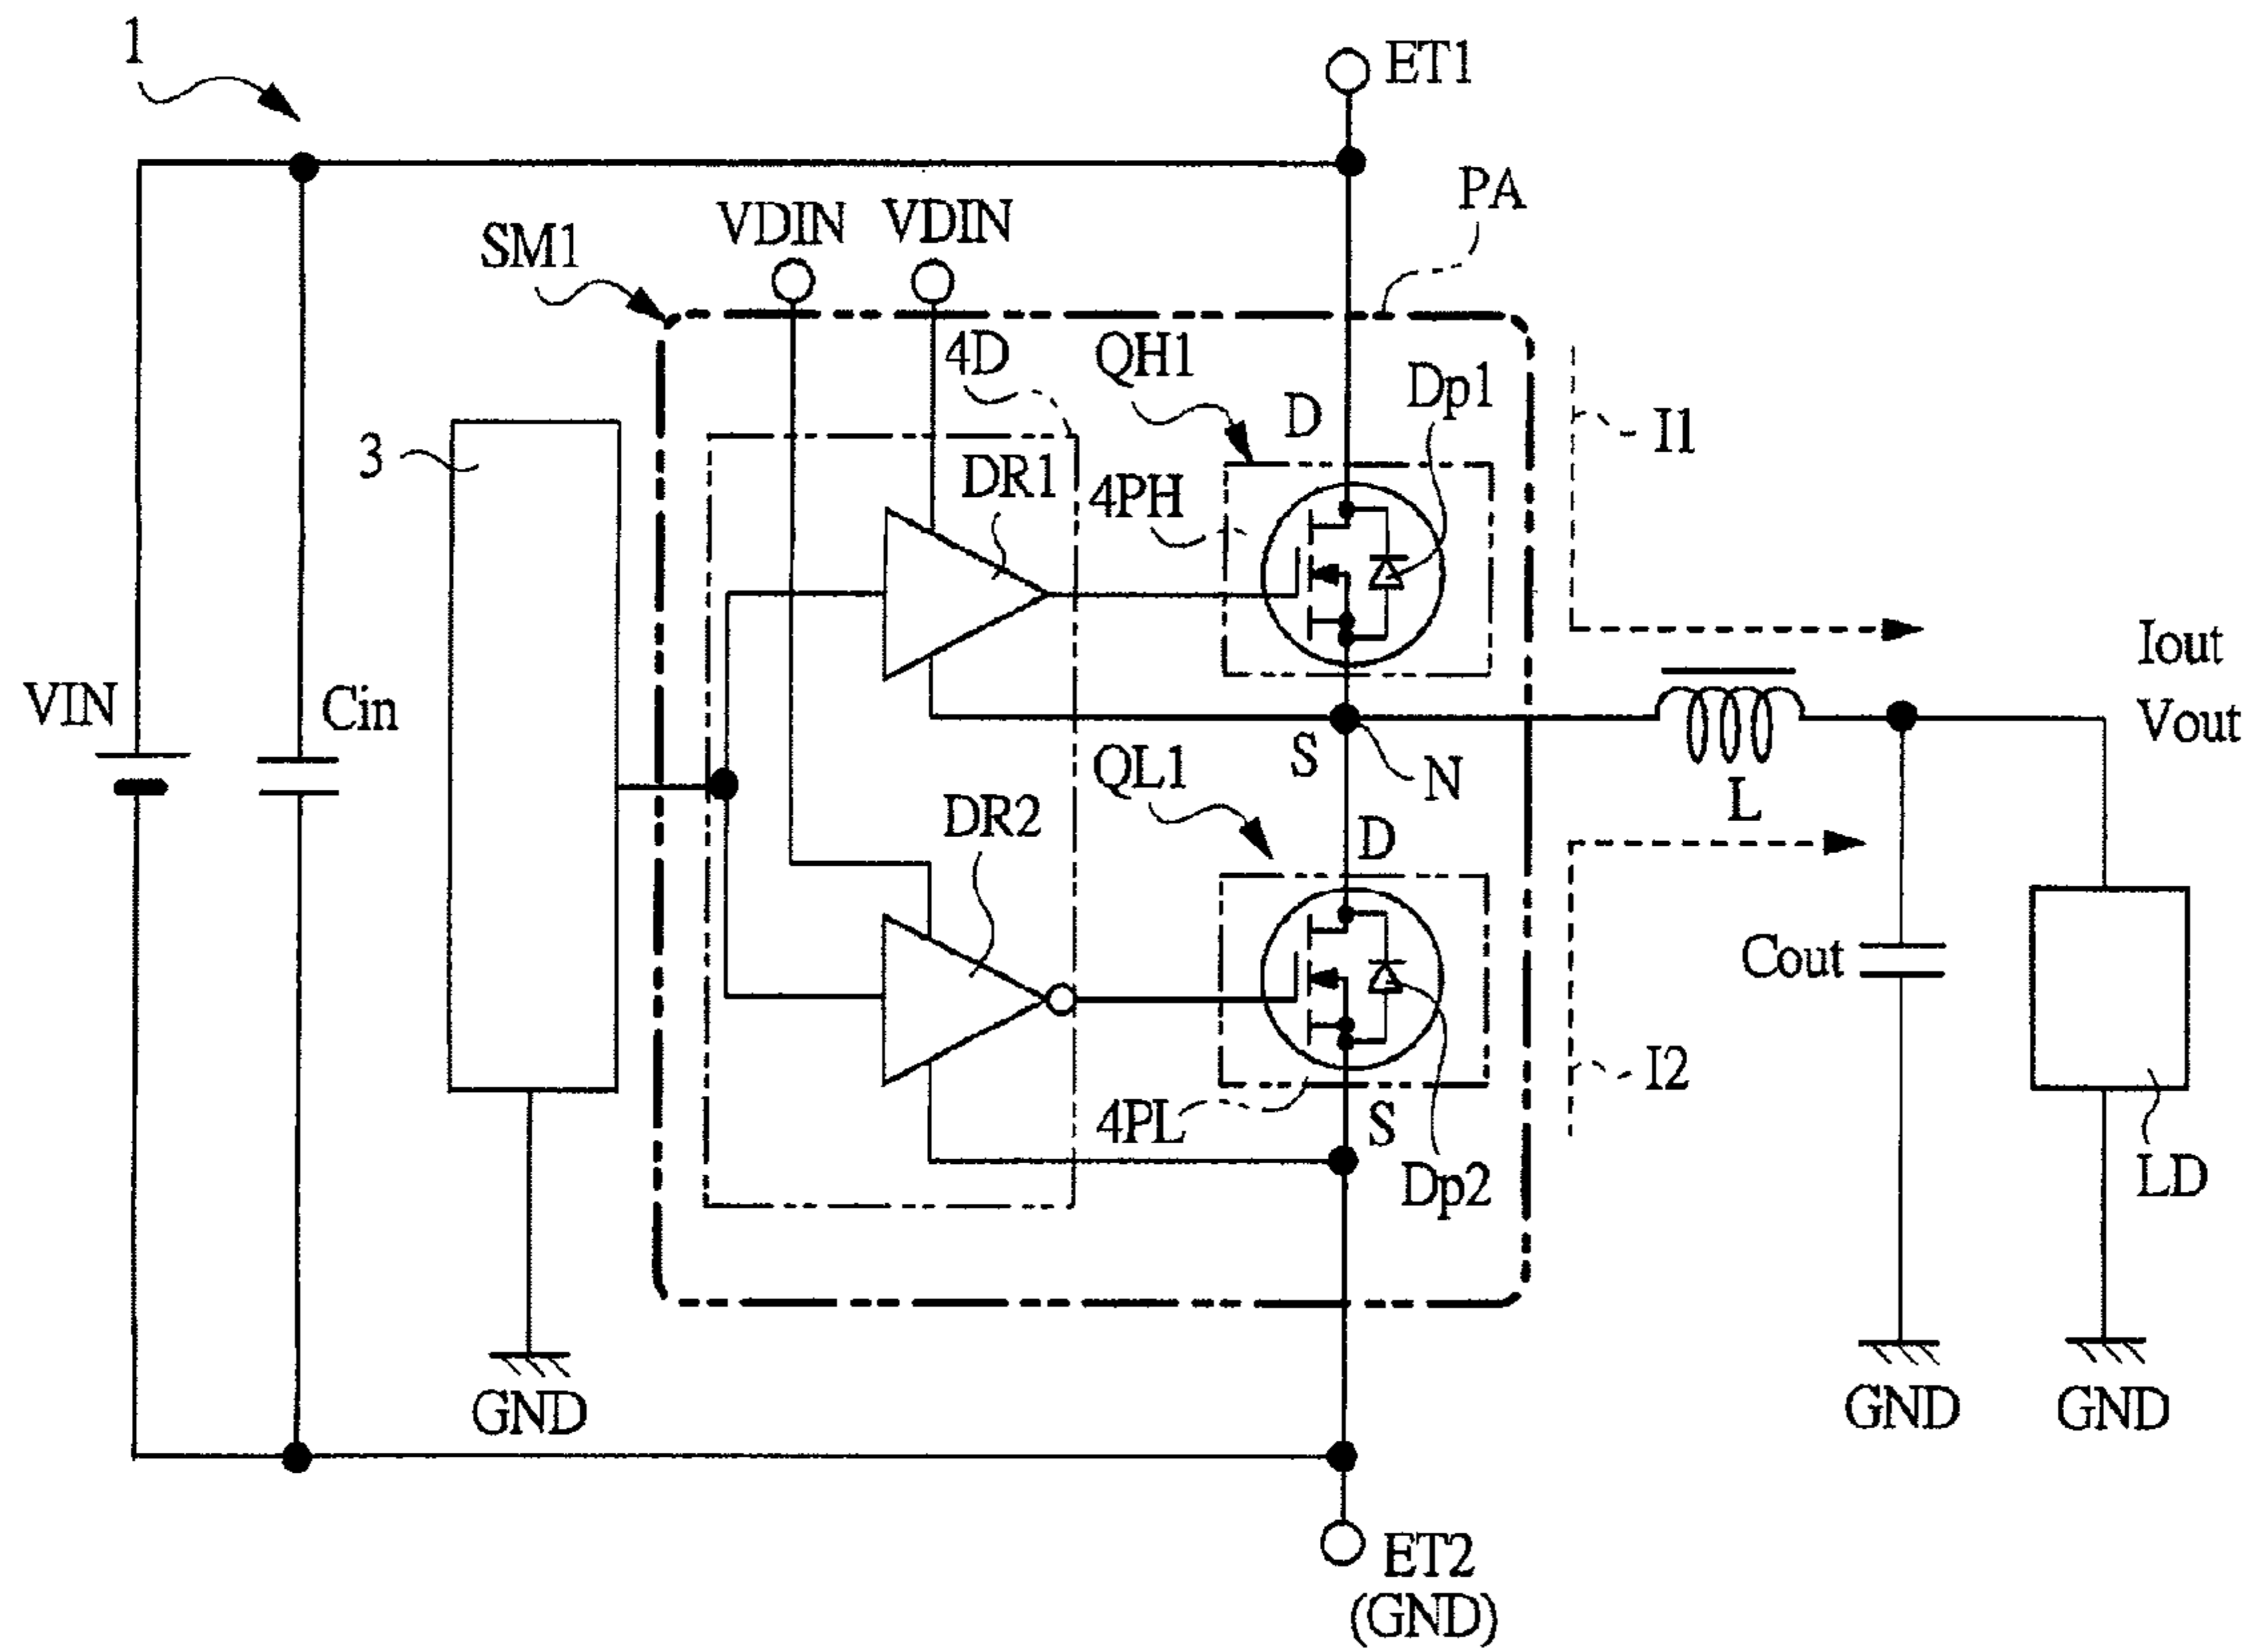 1
ET1
PA
VDIN
VDIN
SM1
4D
QH1
Dp1
D
I1
3
DR1
4PH
Iout
VIN
Cin
Vout
S
N
QL1
L
DR2
D
Cout
I2
4PL
S
Dp2
LD
GND
GND
GND
ET2
(GND)